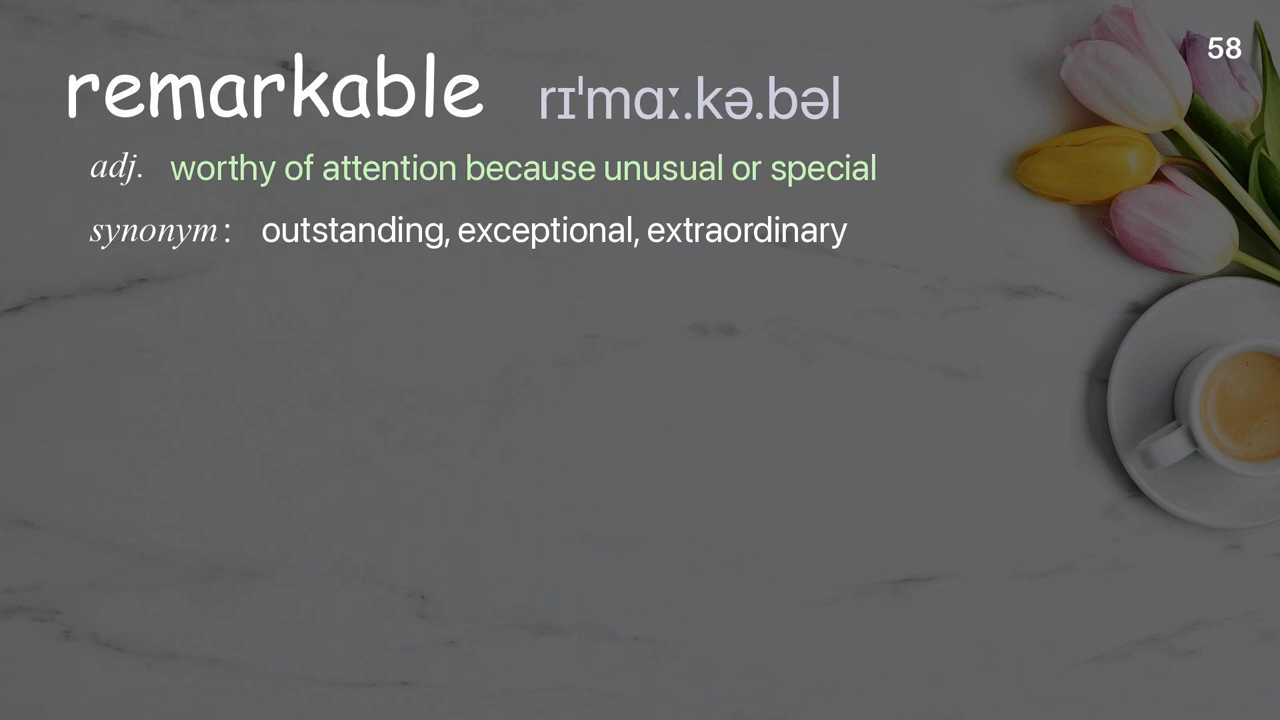 58
remarkable rɪˈmɑː.kə.bəl
adj. worthy of attention because unusual or special
synonym: outstanding, exceptional, extraordinary